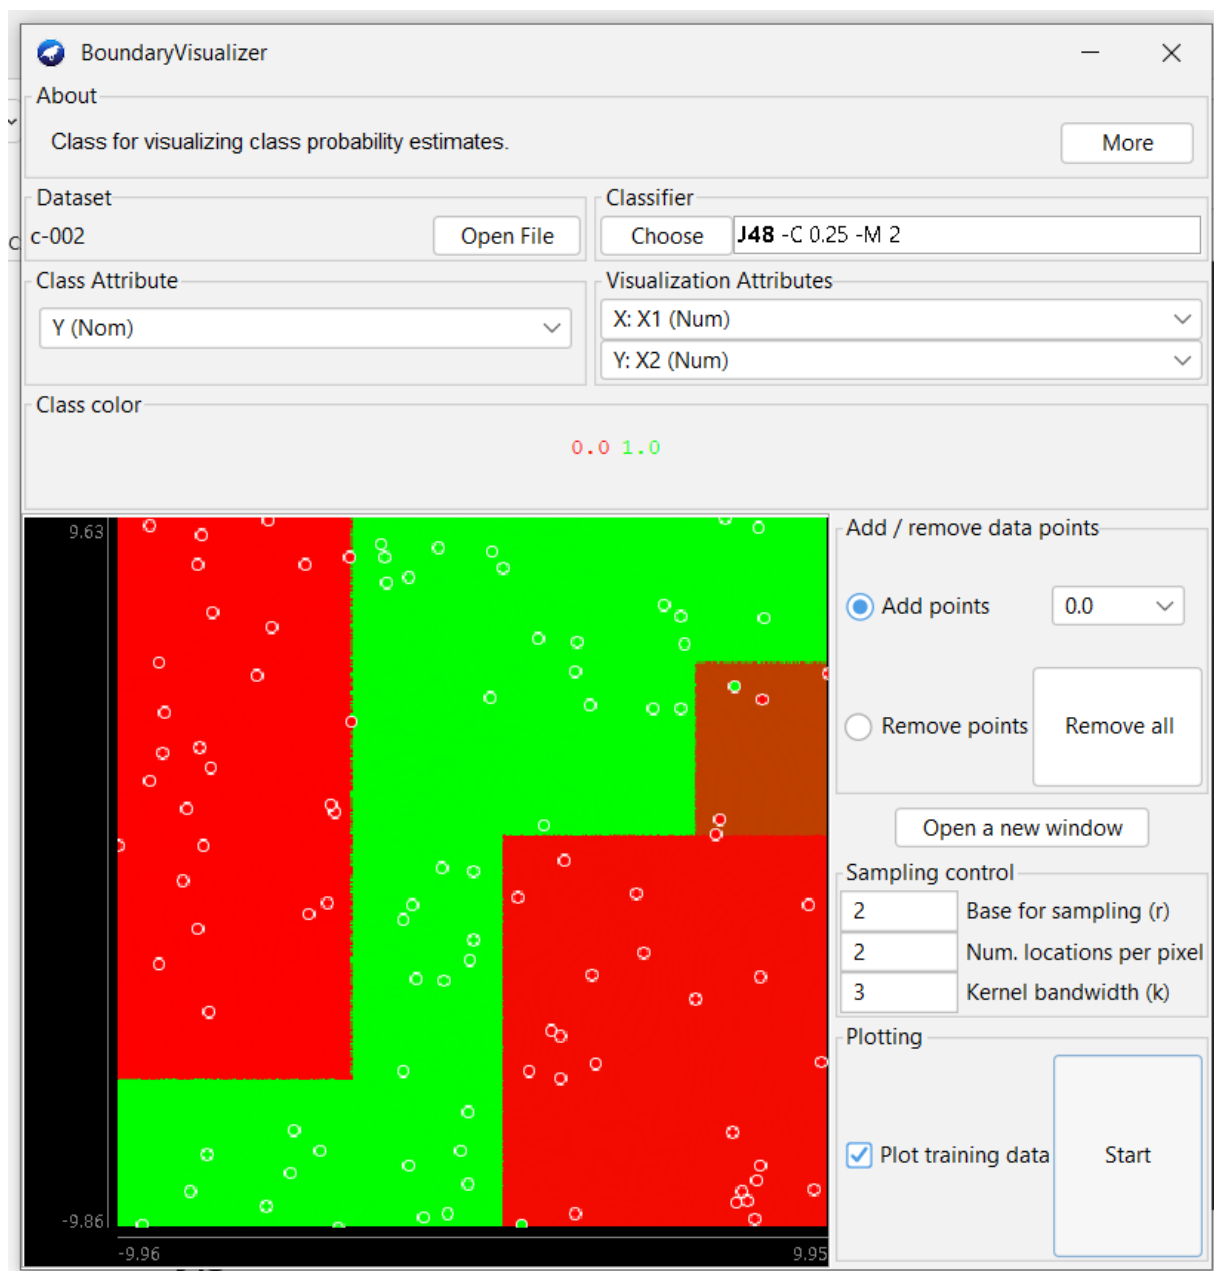 BoundaryVisualizer
About
Class for visualizing class probability estimates.
More
Dataset
c-002
Open File
Classifier
Choose
J48 -C 0.25 -M 2
Class Attribute
Y (Nom)
Visualization Attributes
X: X1 (Num)
Y: X2 (Num)
Class color
0.0 1.0
9.63
-9.86
-9.96
9.95
Add / remove data points
Add points
0.0
Remove points
Remove all
Open a new window
Sampling control
2 Base for sampling (r)
2 Num. locations per pixel
3 Kernel bandwidth (k)
Plotting
Plot training data
Start